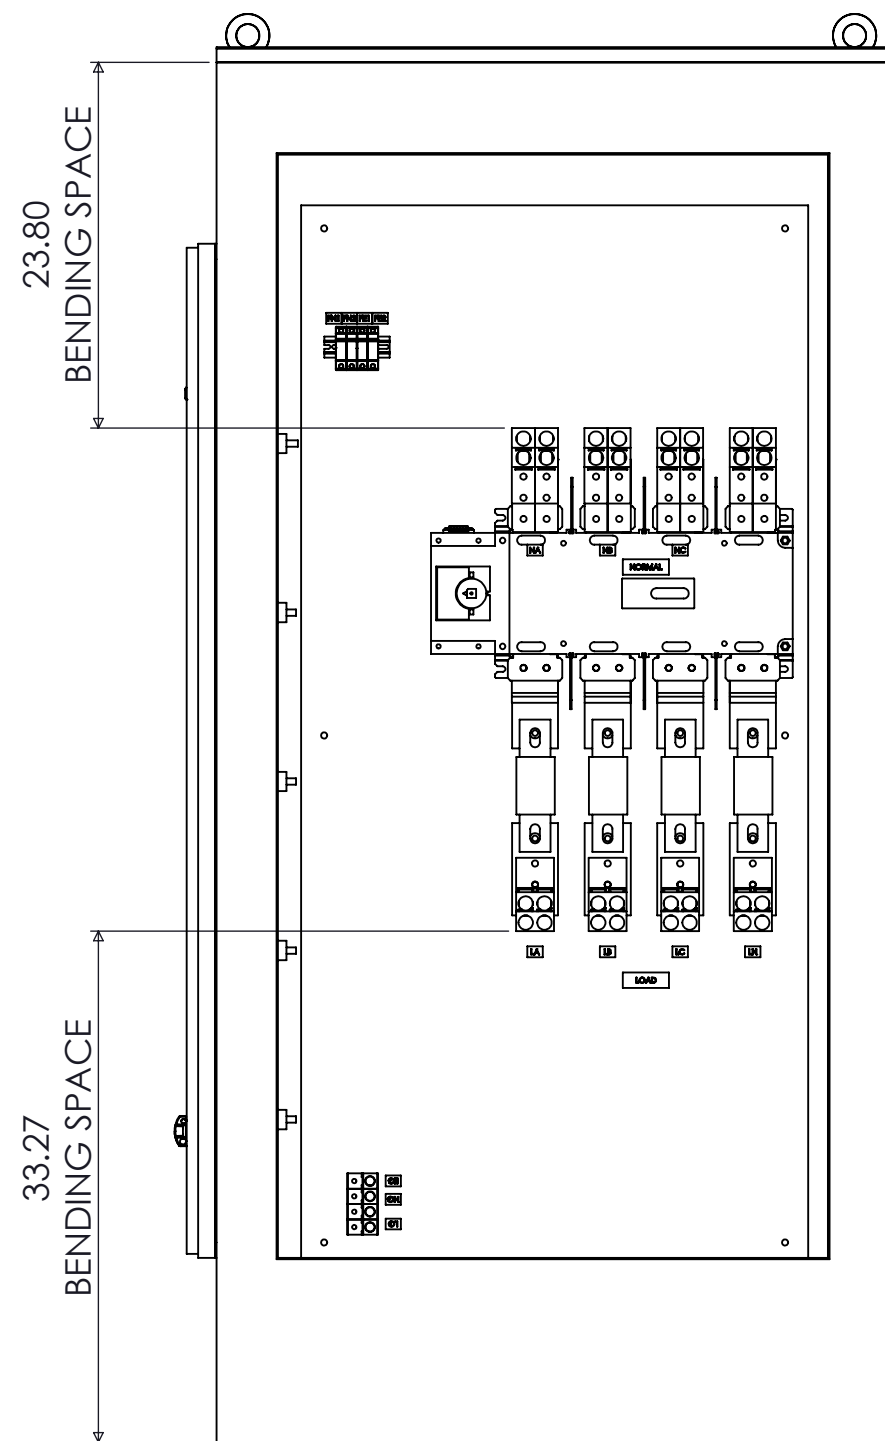 23.80
BENDING SPACE
NA
NB
NC
NORMAL
LA
LB
LC
LN
LOAD
33.27
BENDING SPACE